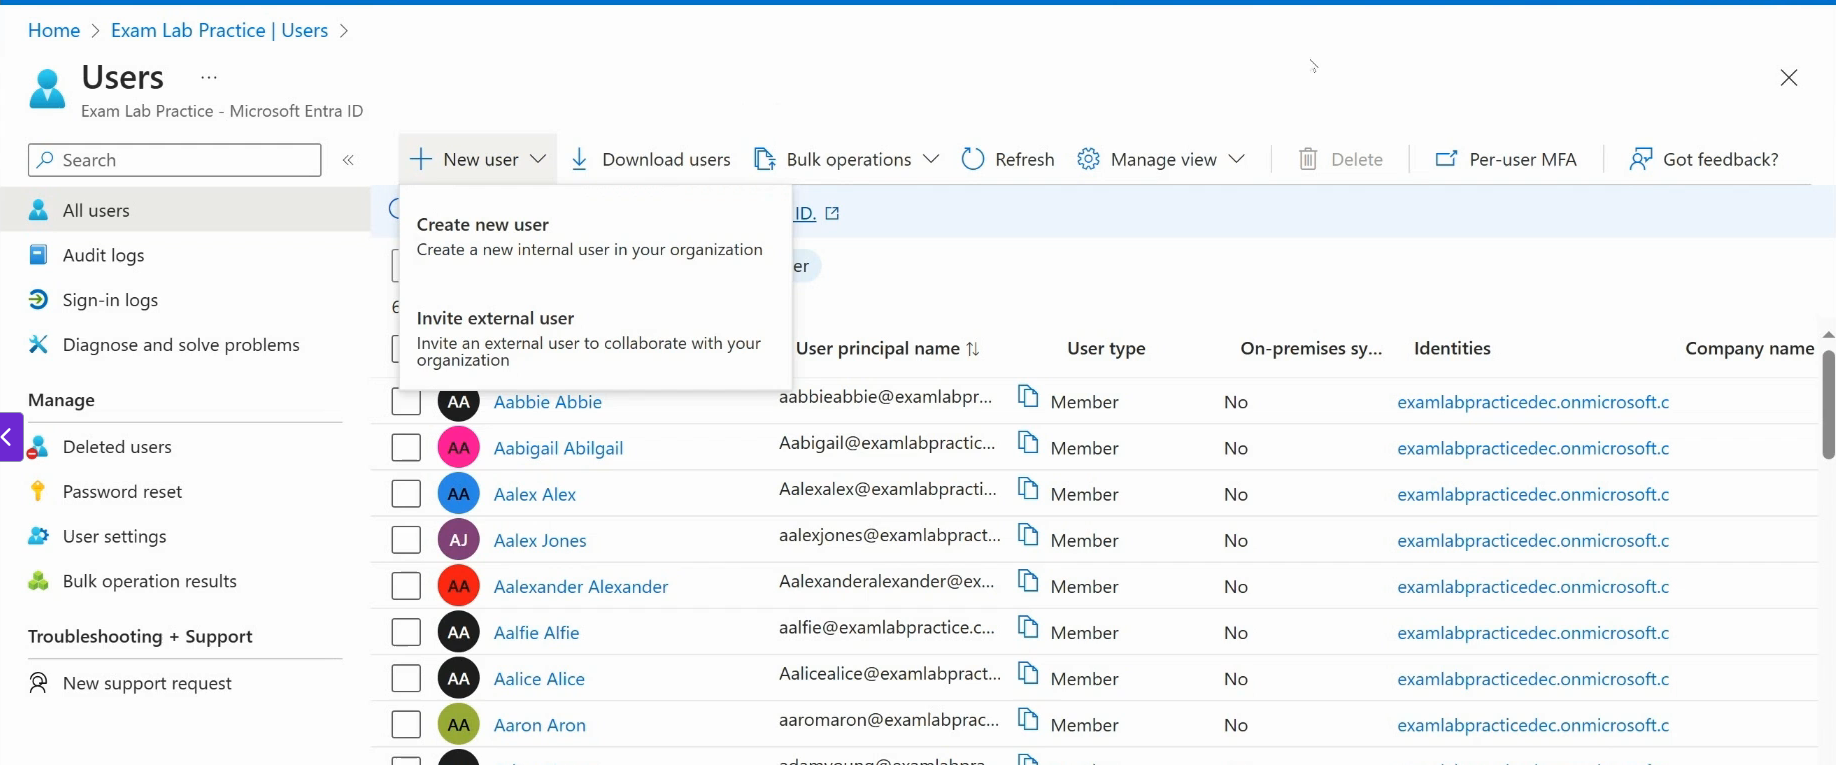 Home > Exam Lab Practice | Users >
Users ...
Exam Lab Practice - Microsoft Entra ID
Search «
New user Download users Bulk operations Refresh Manage view Delete Per-user MFA Got feedback?
All users
Audit logs
Sign-in logs
Diagnose and solve problems
Manage
Deleted users
Password reset
User settings
Bulk operation results
Troubleshooting + Support
New support request
Create new user
Create a new internal user in your organization
Invite external user
Invite an external user to collaborate with your
organization
ID.
er
User principal name User type On-premises sy... Identities Company name
AA Aabbie Abbie aabbieabbie@examlabpr... Member No examlabpracticedec.onmicrosoft.c
AA Aabigail Abilgail Aabigail@examlabpractic... Member No examlabpracticedec.onmicrosoft.c
AA Aalex Alex Aalexalex@examlabpracti... Member No examlabpracticedec.onmicrosoft.c
AJ Aalex Jones aalexjones@examlabpract... Member No examlabpracticedec.onmicrosoft.c
AA Aalexander Alexander Aalexanderalexander@ex... Member No examlabpracticedec.onmicrosoft.c
AA Aalfie Alfie aalfie@examlabpractice.c... Member No examlabpracticedec.onmicrosoft.c
AA Aalice Alice Aalicealice@examlabpract... Member No examlabpracticedec.onmicrosoft.c
AA Aaron Aron aaromaron@examlabprac... Member No examlabpracticedec.onmicrosoft.c